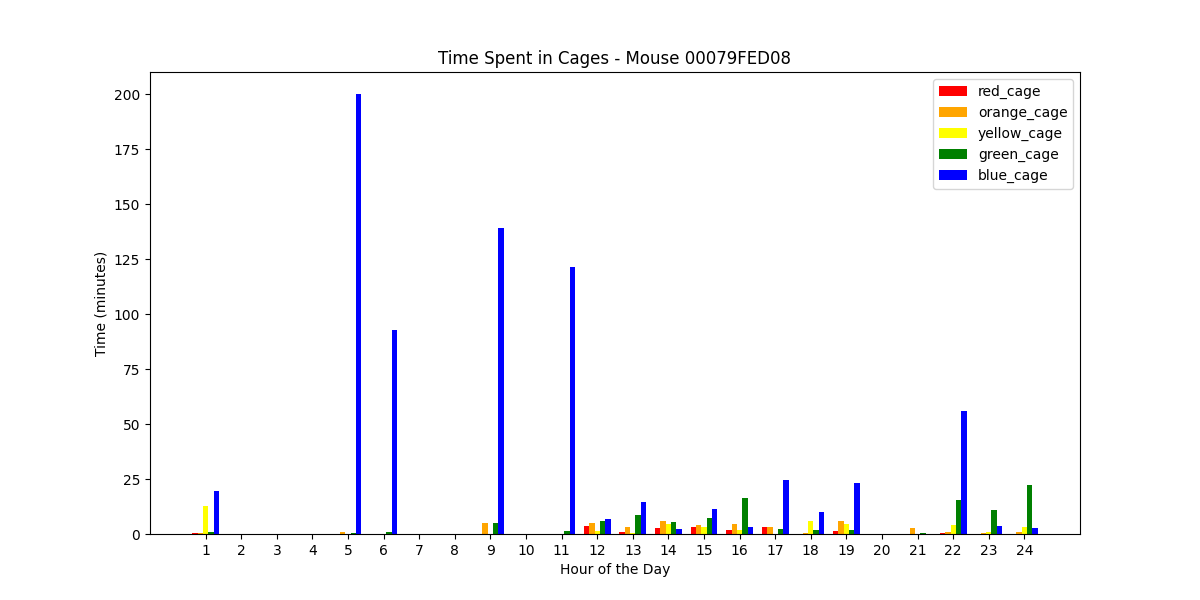 Time Spent in Cages - Mouse 00079FED08
red_cage
orange_cage
yellow_cage
green_cage
blue_cage
200
175
150
125
100
75
50
25
0
Time (minutes)
1 2 3 4 5 6 7 8 9 10 11 12 13 14 15 16 17 18 19 20 21 22 23 24
Hour of the Day